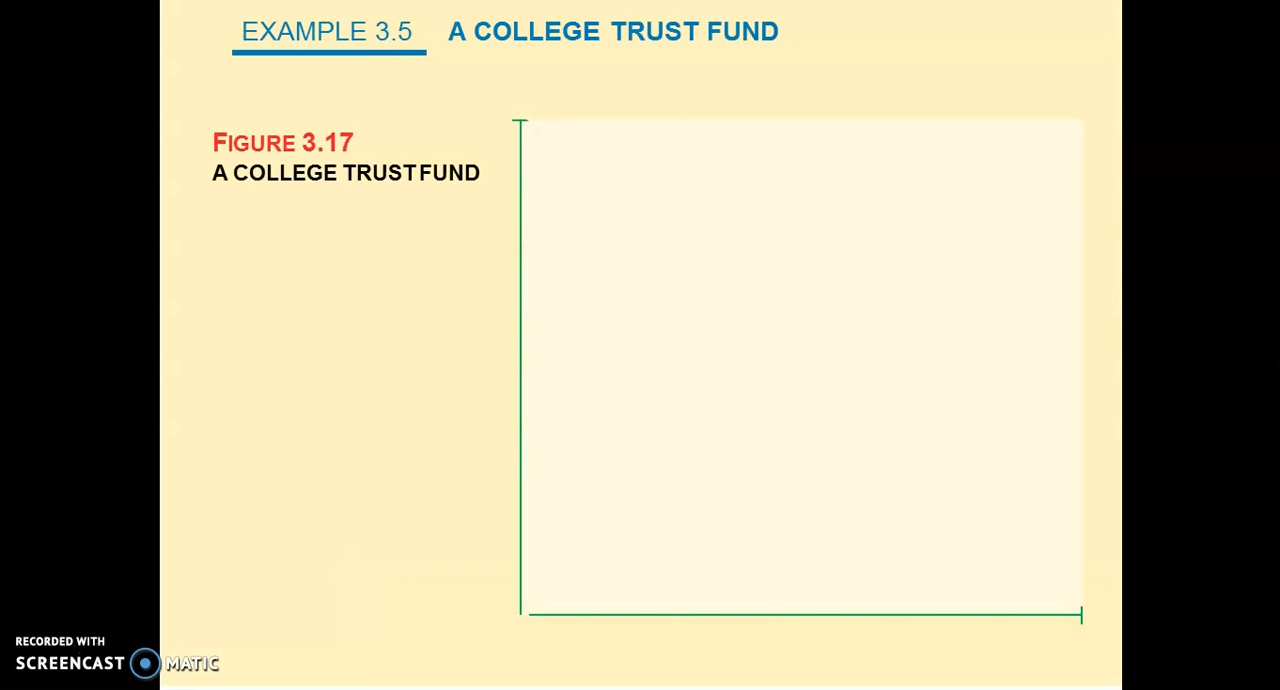 EXAMPLE 3.5 A COLLEGE TRUST FUND
FIGURE 3.17
A COLLEGE TRUST FUND
RECORDED WITH
SCREENCAST MATIC